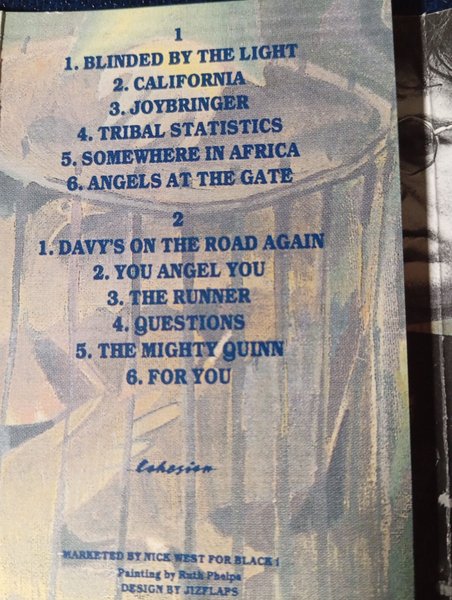 1
1. BLINDED BY THE LIGHT
2. CALIFORNIA
3. JOYBRINGER
4. TRIBAL STATISTICS
5. SOMEWHERE IN AFRICA
6. ANGELS AT THE GATE
2
1. DAVY'S ON THE ROAD AGAIN
2. YOU ANGEL YOU
3. THE RUNNER
4. QUESTIONS
5. THE MIGHTY QUINN
6. FOR YOU
Cohesion
MARKETED BY NICK WEST FOR BLACK 1
Painting by Ruth Phelps
DESIGN BY JIZFLAPS